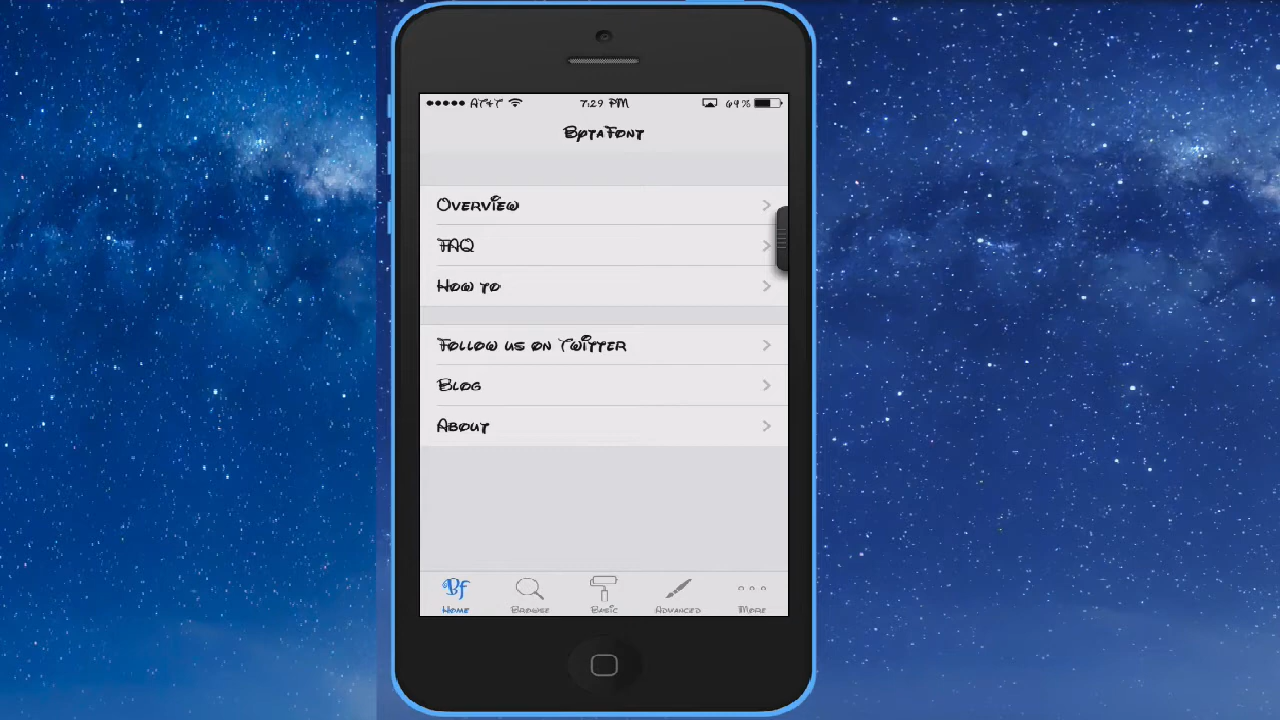 AT&T 7:29 PM 69%
BytaFont
Overview
FAQ
How to
Follow us on Twitter
Blog
About
Bf
Home Browse Basic Advanced More